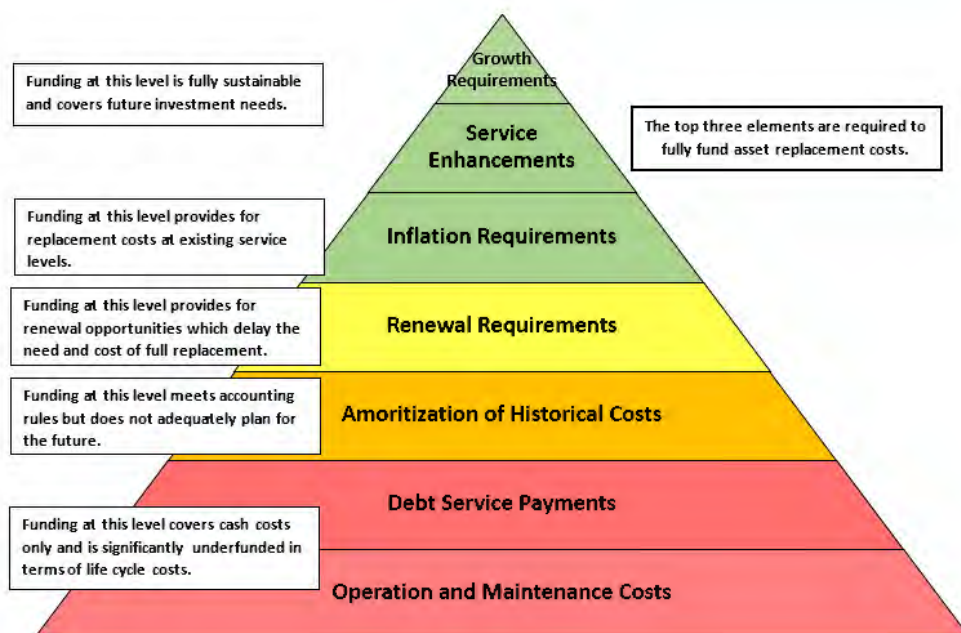 Growth
Requirements
Funding at this level is fully sustainable
and covers future investment needs.
The top three elements are required to
fully fund asset replacement costs.
Service
Enhancements
Funding at this level provides for
replacement costs at existing service
levels.
Inflation Requirements
Funding at this level provides for
renewal opportunities which delay the
need and cost of full replacement.
Renewal Requirements
Funding at this level meets accounting
rules but does not adequately plan for
the future.
Amoritization of Historical Costs
Debt Service Payments
Funding at this level covers cash costs
only and is significantly underfunded in
terms of life cycle costs.
Operation and Maintenance Costs